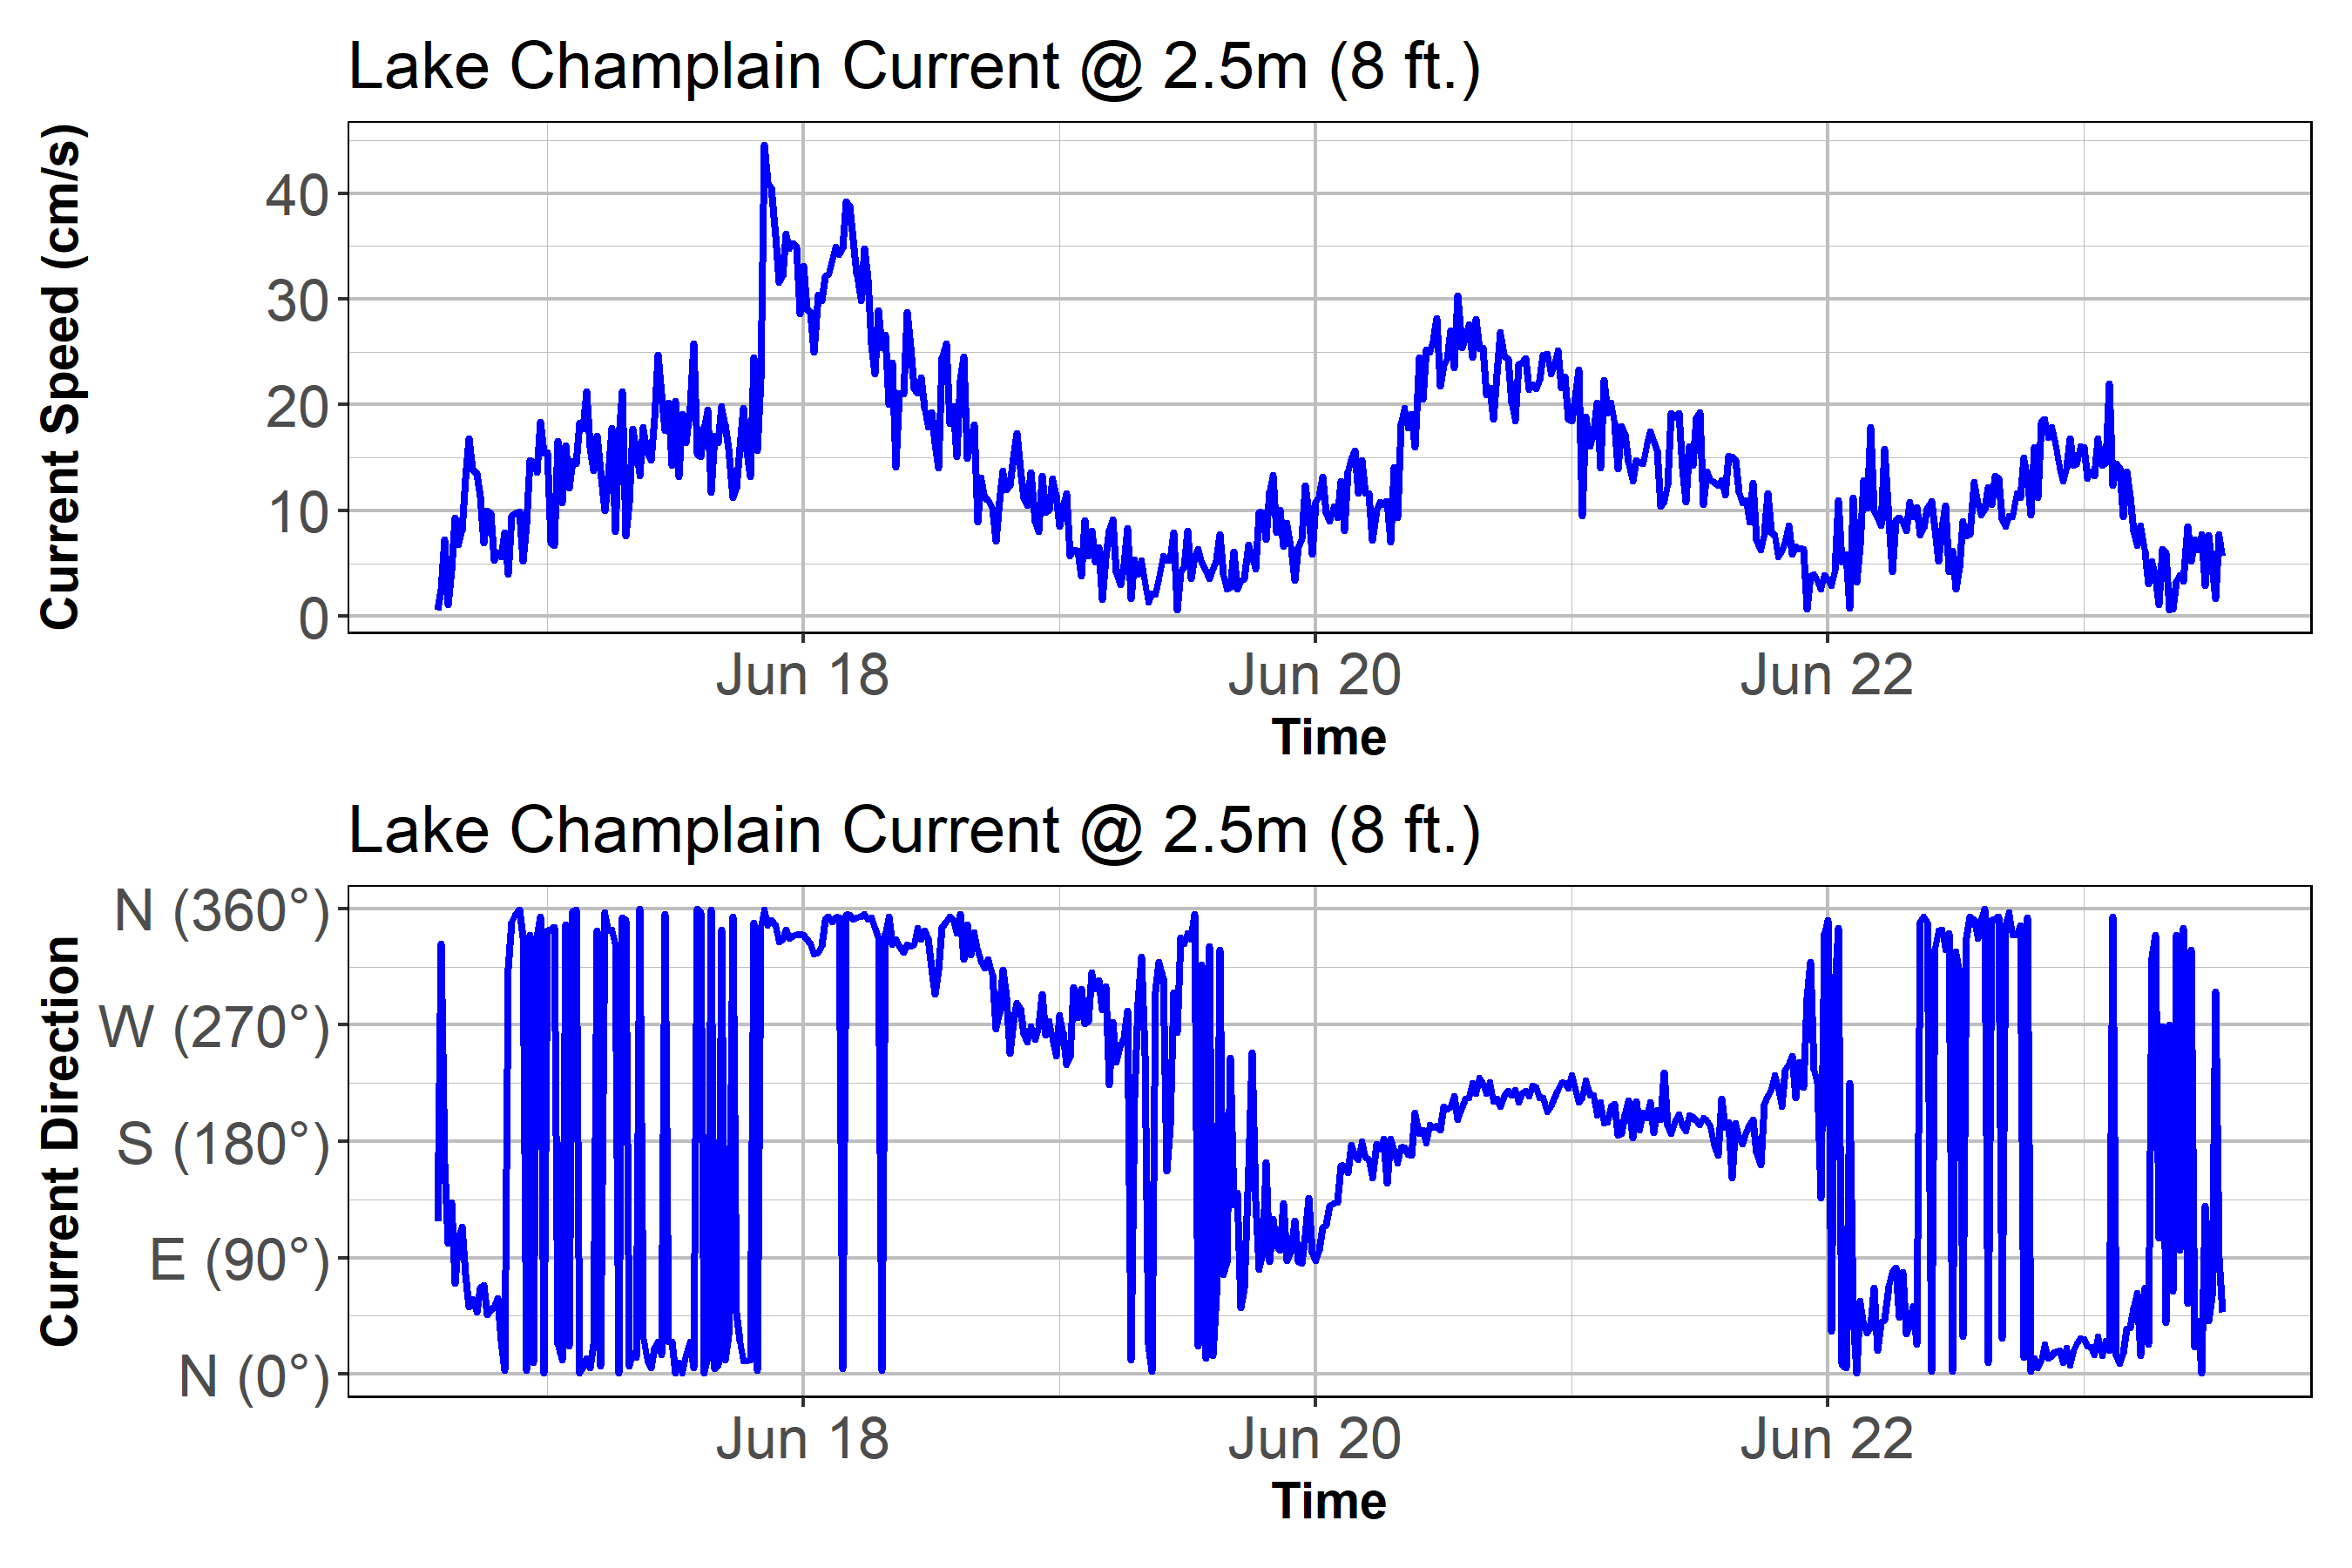 Lake Champlain Current @ 2.5m (8 ft.)
Current Speed (cm/s)
40
30
20
10
0
Jun 18 Jun 20 Jun 22
Time
Lake Champlain Current @ 2.5m (8 ft.)
Current Direction
N (360°)
W (270°)
S (180°)
E (90°)
N (0°)
Jun 18 Jun 20 Jun 22
Time